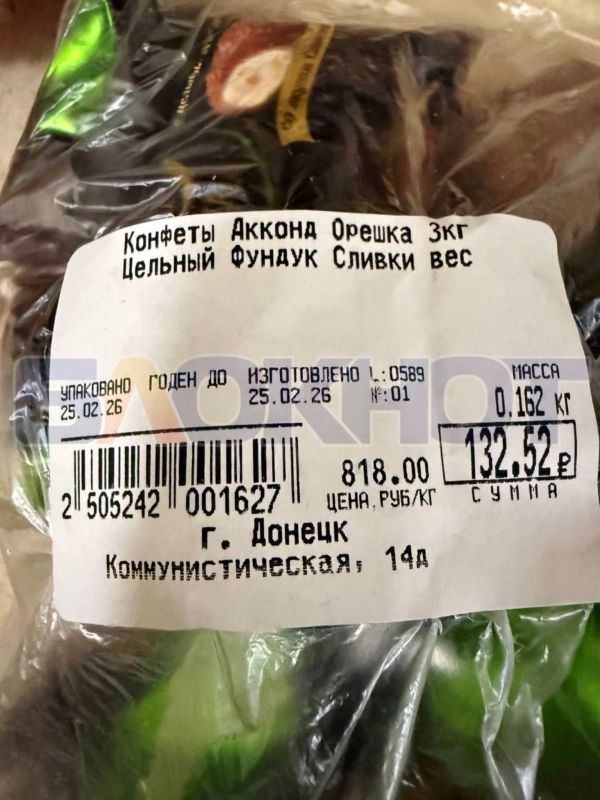 Конфеты Акконд Орешка 3кг
Цельный Фундук Сливки вес
УПАКОВАНО ГОДЕН ДО ИЗГОТОВЛЕНО L:0589 МАССА
25.02.26 25.02.26 №:01 0.162 кг
БЛОКНОТ
818.00 132.52₽
2 505242 001627 ЦЕНА,РУБ/КГ СУММА
г. Донецк
Коммунистическая, 14д